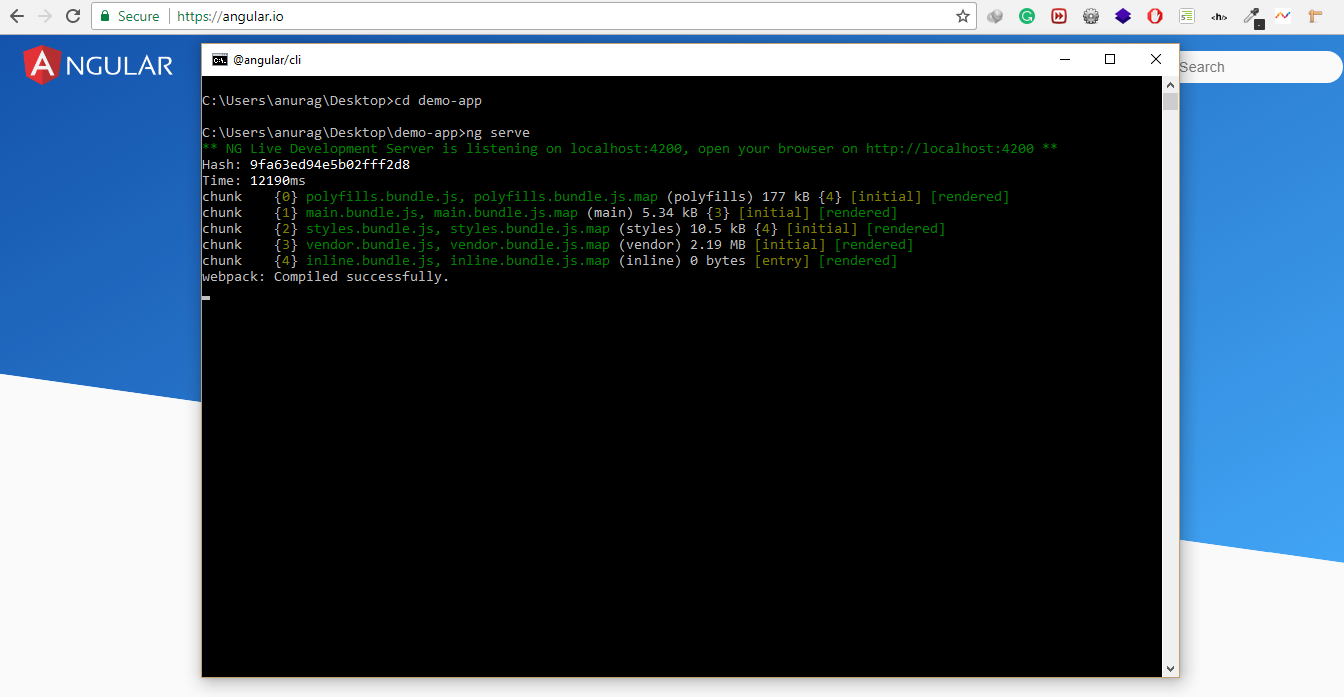 Secure https://angular.io
ANGULAR
@angular/cli
Search
C:\Users\anurag\Desktop>cd demo-app
C:\Users\anurag\Desktop\demo-app>ng serve
** NG Live Development Server is listening on localhost:4200, open your browser on http://localhost:4200 **
Hash: 9fa63ed94e5b02fff2d8
Time: 12190ms
chunk    {0} polyfills.bundle.js, polyfills.bundle.js.map (polyfills) 177 kB {4} [initial] [rendered]
chunk    {1} main.bundle.js, main.bundle.js.map (main) 5.34 kB {3} [initial] [rendered]
chunk    {2} styles.bundle.js, styles.bundle.js.map (styles) 10.5 kB {4} [initial] [rendered]
chunk    {3} vendor.bundle.js, vendor.bundle.js.map (vendor) 2.19 MB [initial] [rendered]
chunk    {4} inline.bundle.js, inline.bundle.js.map (inline) 0 bytes [entry] [rendered]
webpack: Compiled successfully.